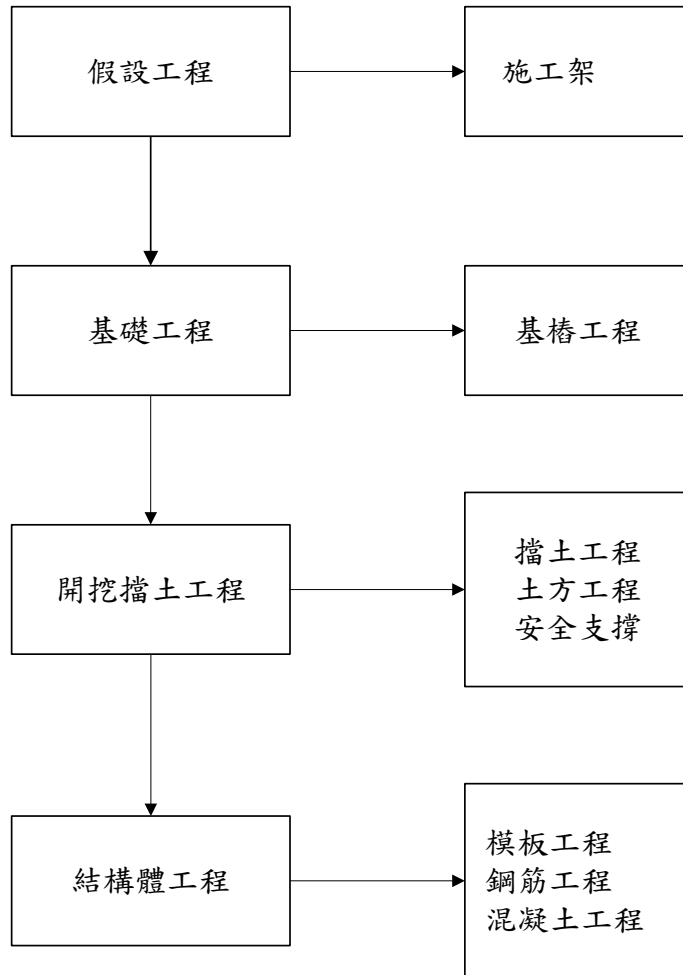 假設工程
施工架
基礎工程
基樁工程
開挖擋土工程
擋土工程
土方工程
安全支撐
結構體工程
模板工程
鋼筋工程
混凝土工程